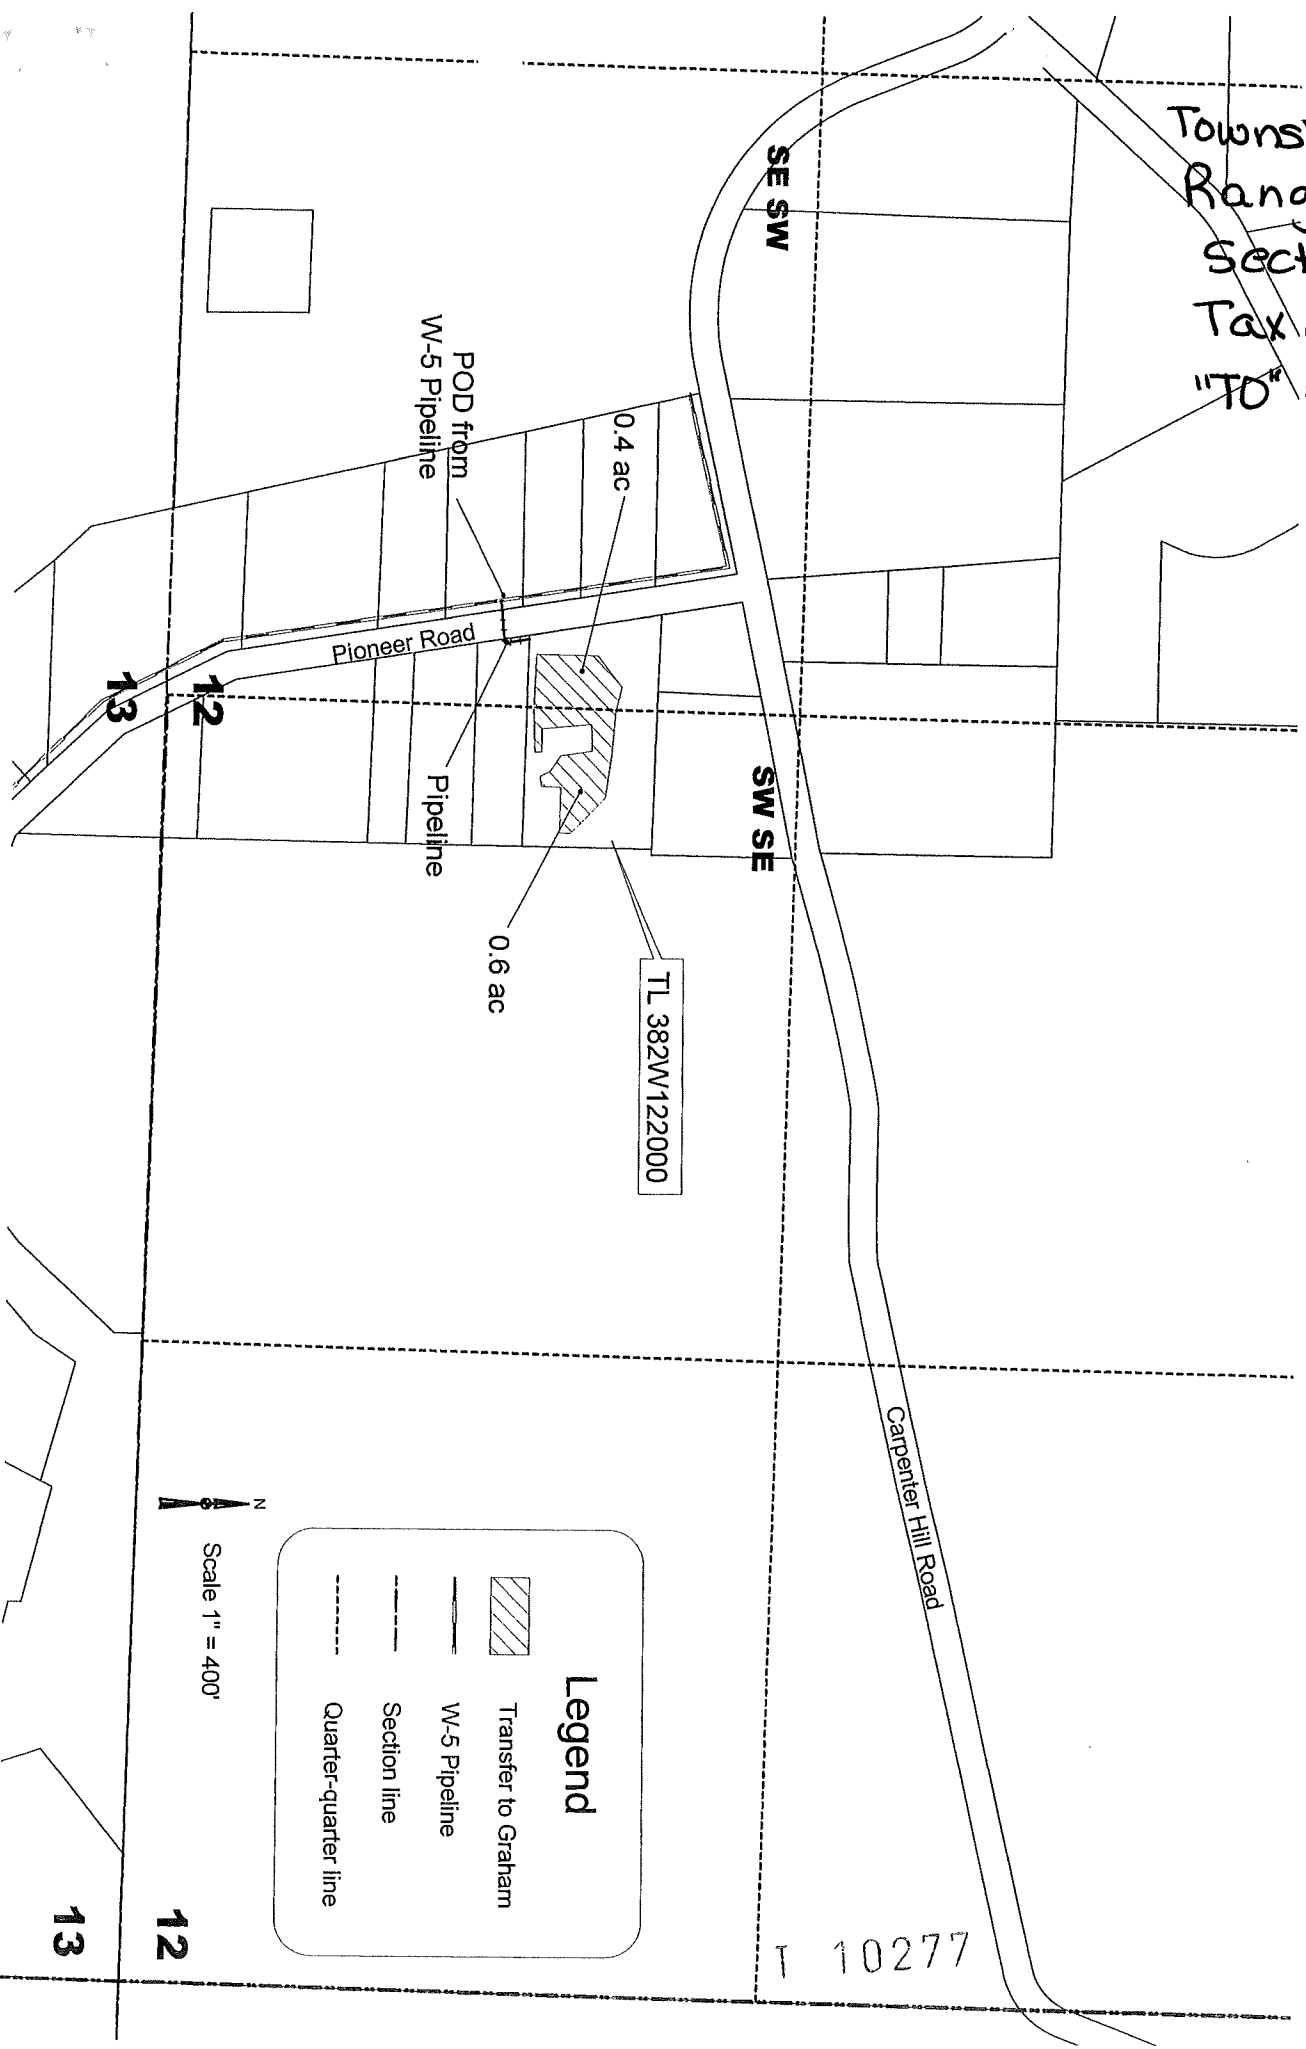 Towns
Rang
Sect
Tax
"TO"
SE SW
0.4 ac
POD from
W-5 Pipeline
Pioneer Road
13
12
Pipeline
SW SE
0.6 ac
TL 382W122000
Carpenter Hill Road
N
Scale 1" = 400'
Legend
Transfer to Graham
W-5 Pipeline
Section line
Quarter-quarter line
12
13
T 10277